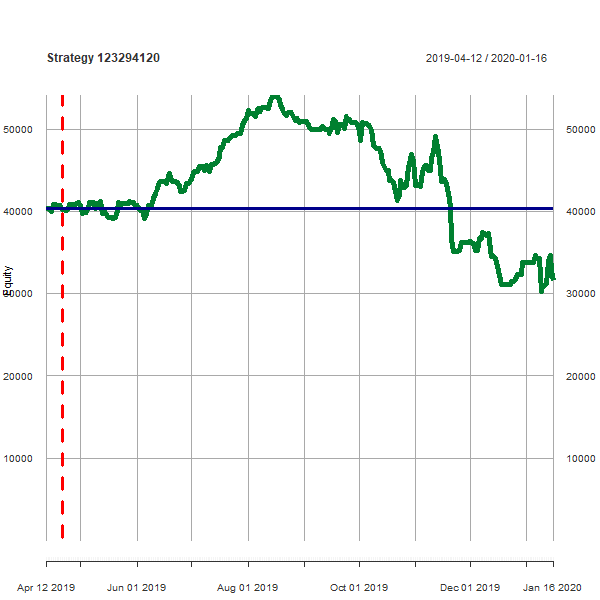 Strategy 123294120
2019-04-12 / 2020-01-16
50000
50000
40000
40000
Equity
30000
30000
20000
20000
10000
10000
Apr 12 2019
Jun 01 2019
Aug 01 2019
Oct 01 2019
Dec 01 2019
Jan 16 2020